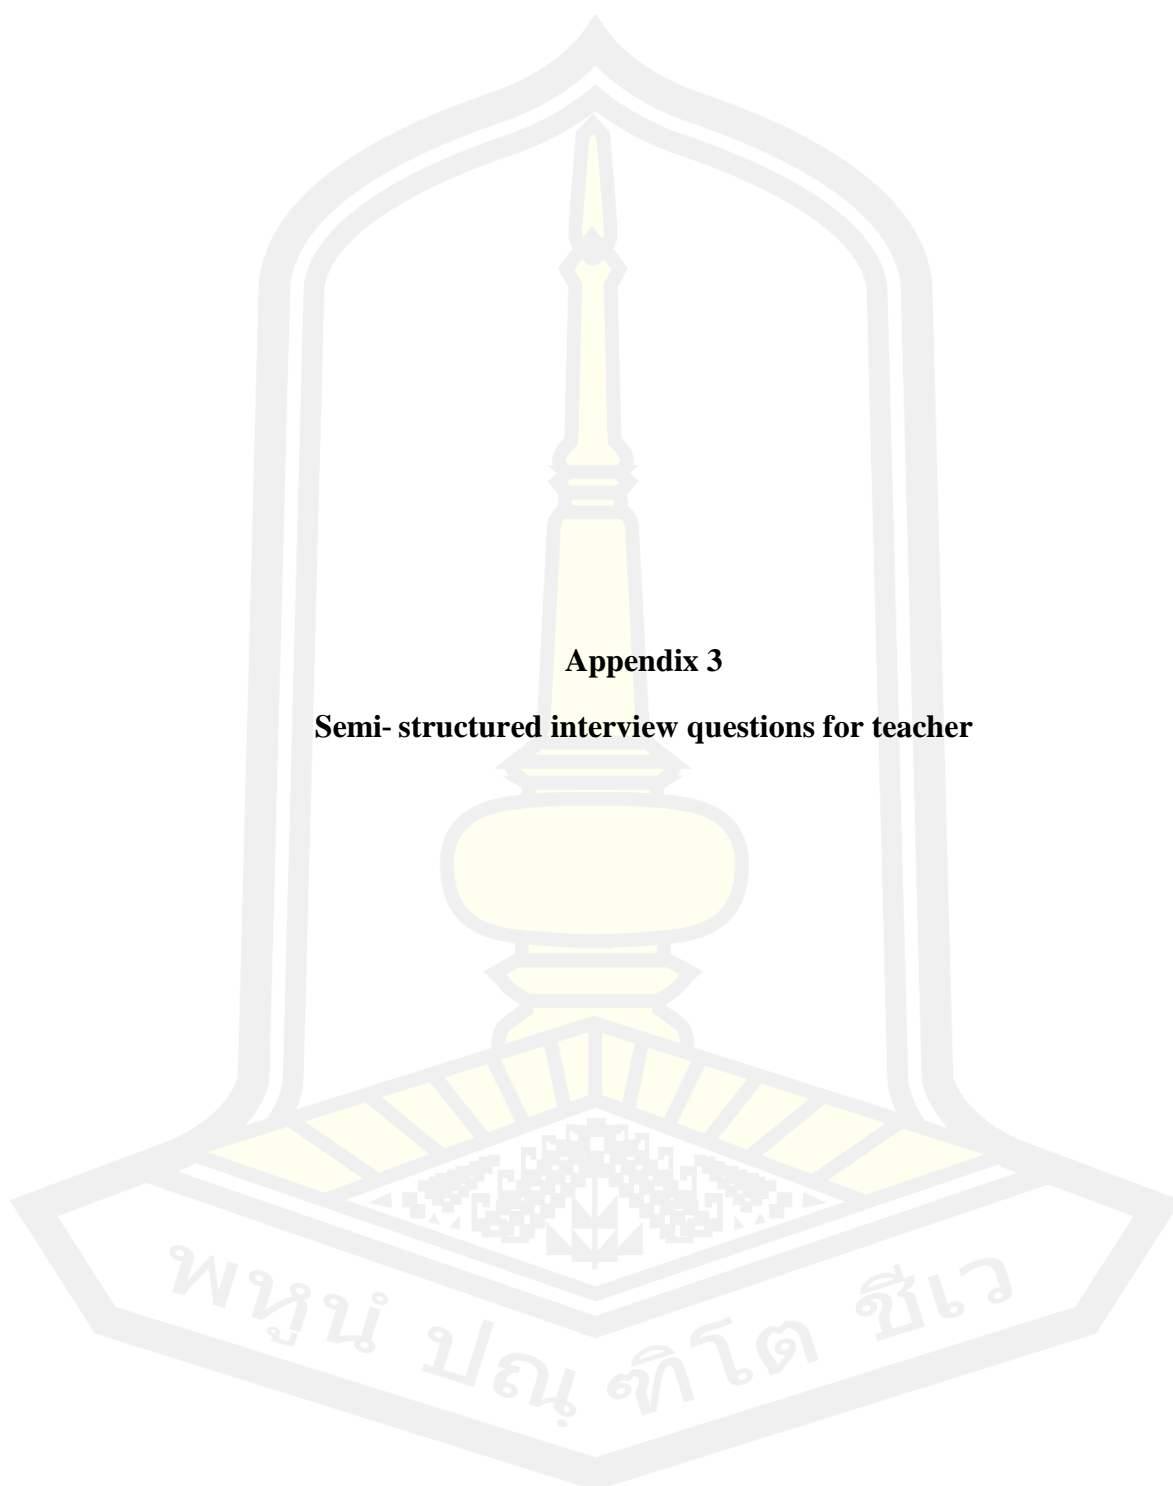 Appendix 3
Semi- structured interview questions for teacher
พหูนํ ปณฺฑิโต ชีเว